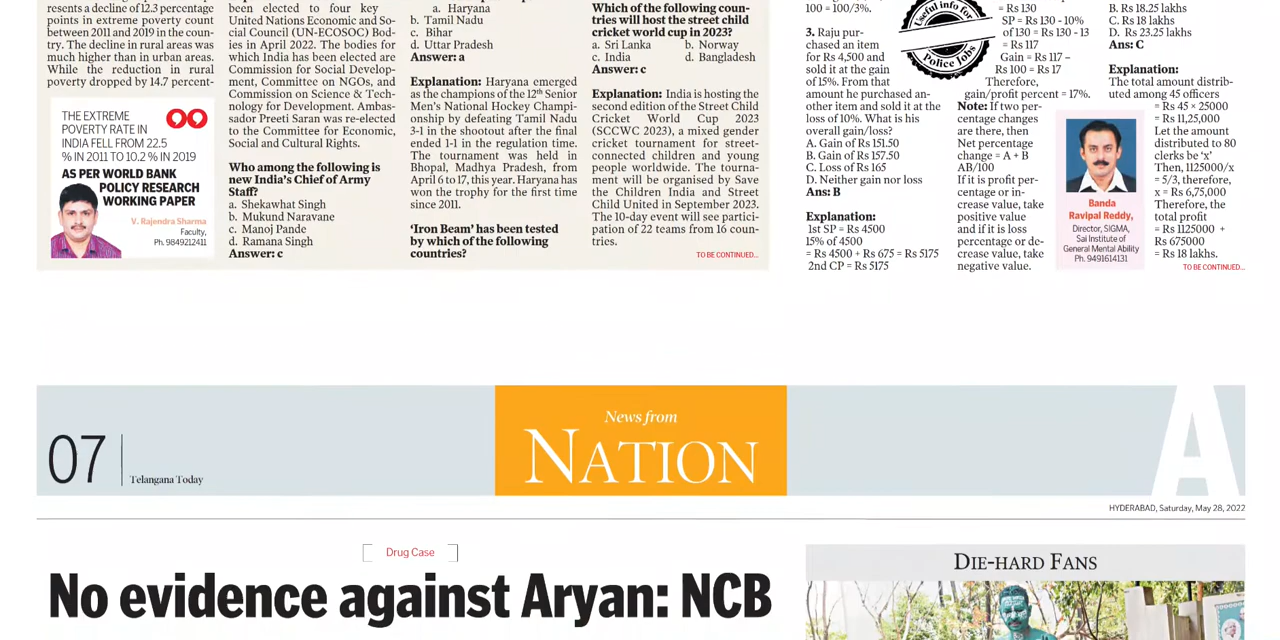 resents a decline of 12.3 percentage
points in extreme poverty count
between 2011 and 2019 in the coun-
try. The decline in rural areas was
much higher than in urban areas.
While the reduction in rural
poverty dropped by 14.7 percent-
THE EXTREME
POVERTY RATE IN
INDIA FELL FROM 22.5
% IN 2011 TO 10.2 % IN 2019
AS PER WORLD BANK
POLICY RESEARCH
WORKING PAPER
V. Rajendra Sharma
Faculty,
Ph. 9849212411
been elected to four key
United Nations Economic and So-
cial Council (UN-ECOSOC) Bod-
ies in April 2022. The bodies for
which India has been elected are
Commission for Social Develop-
ment, Committee on NGOs, and
Commission on Science & Tech-
nology for Development. Ambas-
sador Preeti Saran was re-elected
to the Committee for Economic,
Social and Cultural Rights.
Who among the following is
new India's Chief of Army
Staff?
a. Shekawhat Singh
b. Mukund Naravane
c. Manoj Pande
d. Ramana Singh
Answer: c
a. Haryana
b. Tamil Nadu
c. Bihar
d. Uttar Pradesh
Answer: a
Explanation: Haryana emerged
as the champions of the 12th Senior
Men's National Hockey Champi-
onship by defeating Tamil Nadu
3-1 in the shootout after the final
ended 1-1 in the regulation time.
The tournament was held in
Bhopal, Madhya Pradesh, from
April 6 to 17, this year. Haryana has
won the trophy for the first time
since 2011.
'Iron Beam' has been tested
by which of the following
countries?
Which of the following coun-
tries will host the street child
cricket world cup in 2023?
a. Sri Lanka b. Norway
c. India d. Bangladesh
Answer: c
Explanation: India is hosting the
second edition of the Street Child
Cricket World Cup 2023
(SCCWC 2023), a mixed gender
cricket tournament for street-
connected children and young
people worldwide. The tourna-
ment will be organised by Save
the Children India and Street
Child United in September 2023.
The 10-day event will see partici-
pation of 22 teams from 16 coun-
tries.
TO BE CONTINUED...
100 = 100/3%.
3. Raju pur-
chased an item
for Rs 4,500 and
sold it at the gain
of 15%. From that
amount he purchased an-
other item and sold it at the
loss of 10%. What is his
overall gain/loss?
A. Gain of Rs 151.50
B. Gain of Rs 157.50
C. Loss of Rs 165
D. Neither gain nor loss
Ans: B
Explanation:
1st SP = Rs 4500
15% of 4500
= Rs 4500 + Rs 675 = Rs 5175
2nd CP = Rs 5175
Useful info for
Police Jobs
= Rs 130
SP = Rs 130 - 10%
of 130 = Rs 130 - 13
= Rs 117
Gain = Rs 117 –
Rs 100 = Rs 17
Therefore,
gain/profit percent = 17%.
Note: If two per-
centage changes
are there, then
Net percentage
change = A + B
AB/100
If it is profit per-
centage or in-
crease value, take
positive value
and if it is loss
percentage or de-
crease value, take
negative value.
Banda
Ravipal Reddy,
Director, SIGMA,
Sai Institute of
General Mental Ability
Ph. 9491614131
B. Rs 18.25 lakhs
C. Rs 18 lakhs
D. Rs 23.25 lakhs
Ans: C
Explanation:
The total amount distrib-
uted among 45 officers
= Rs 45 × 25000
= Rs 11,25,000
Let the amount
distributed to 80
clerks be 'x'
Then, 1125000/x
= 5/3, therefore,
x = Rs 6,75,000
Therefore, the
total profit
= Rs 1125000 +
Rs 675000
= Rs 18 lakhs.
TO BE CONTINUED...
07
Telangana Today
News from
NATION
A
HYDERABAD, Saturday, May 28, 2022
Drug Case
No evidence against Aryan: NCB
DIE-HARD FANS